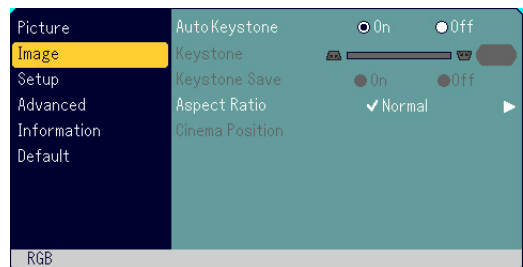 Picture
Image
Setup
Advanced
Information
Default
Auto Keystone On Off
Keystone
Keystone Save On Off
Aspect Ratio Normal
Cinema Position
RGB